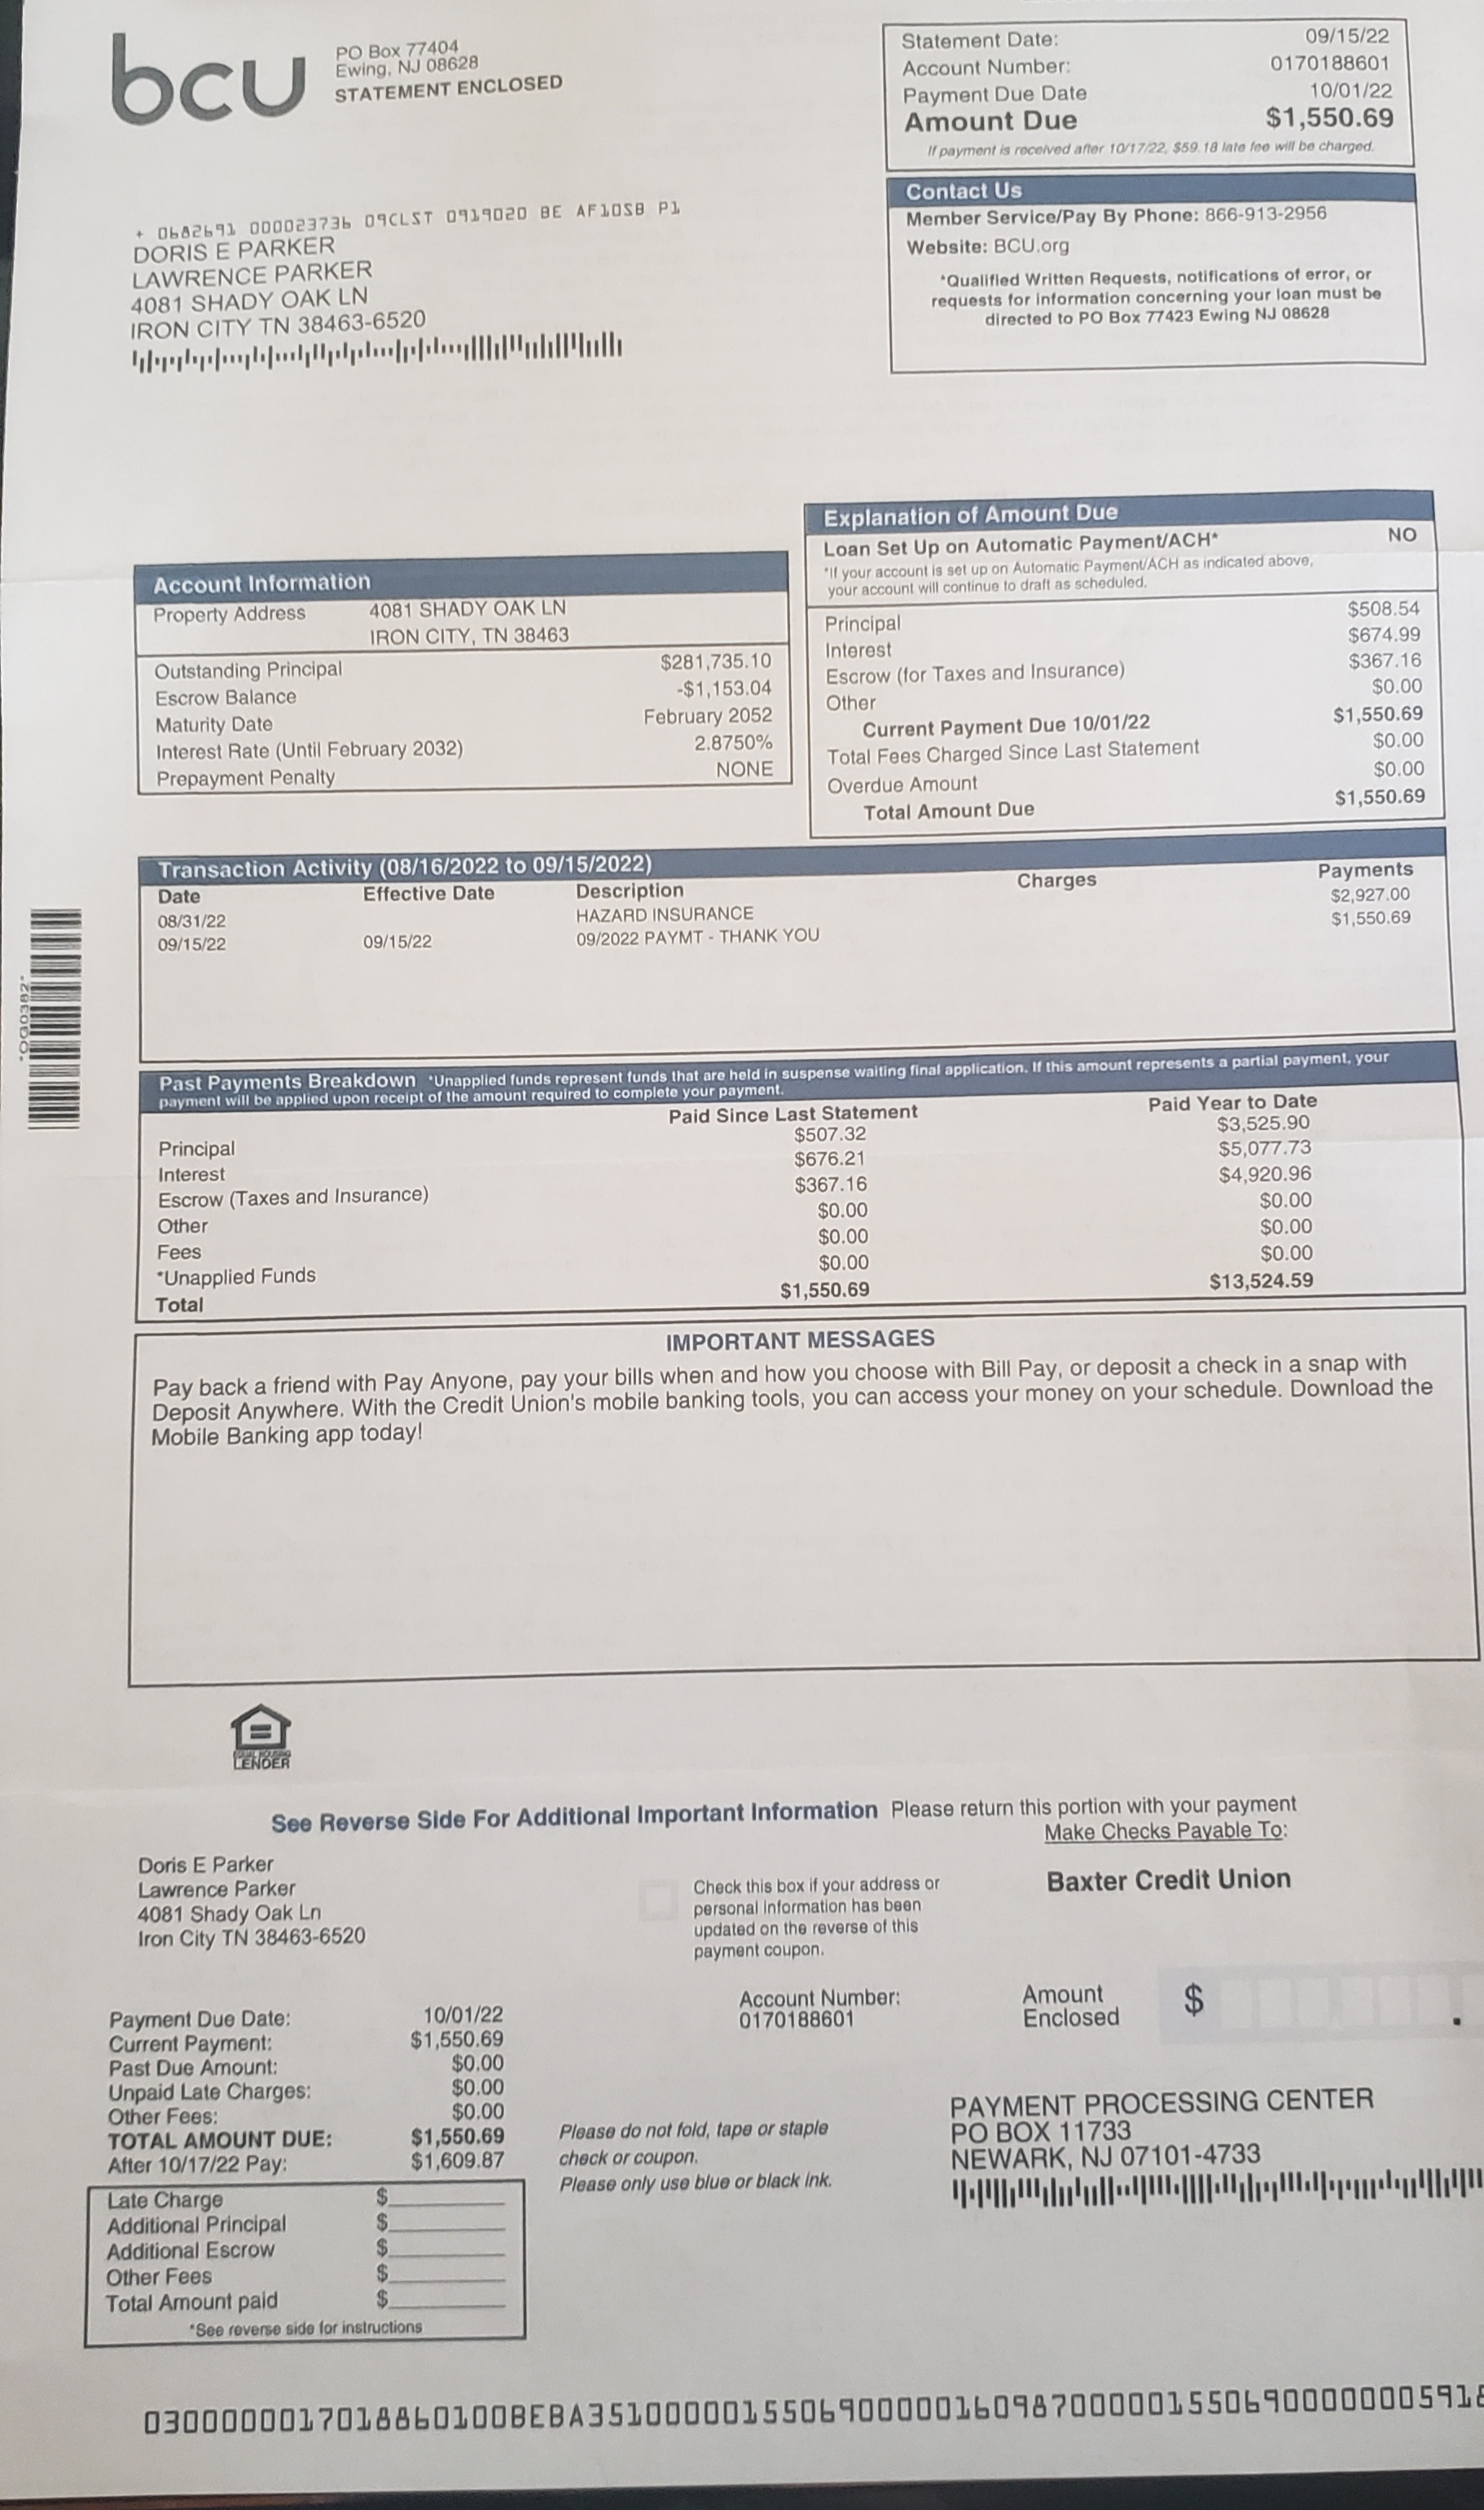 bcu
PO Box 77404
Ewing, NJ 08628
STATEMENT ENCLOSED
Statement Date: 09/15/22
Account Number: 0170188601
Payment Due Date 10/01/22
Amount Due $1,550.69
If payment is received after 10/17/22, $59.18 late fee will be charged.
Contact Us
Member Service/Pay By Phone: 866-913-2956
Website: BCU.org
*Qualified Written Requests, notifications of error, or
requests for information concerning your loan must be
directed to PO Box 77423 Ewing NJ 08628
+ 0682691 000023736 09CLST 0919020 BE AF10SB P1
DORIS E PARKER
LAWRENCE PARKER
4081 SHADY OAK LN
IRON CITY TN 38463-6520
Account Information
Property Address 4081 SHADY OAK LN
IRON CITY, TN 38463
Outstanding Principal $281,735.10
Escrow Balance -$1,153.04
Maturity Date February 2052
Interest Rate (Until February 2032) 2.8750%
Prepayment Penalty NONE
Explanation of Amount Due
Loan Set Up on Automatic Payment/ACH* NO
*If your account is set up on Automatic Payment/ACH as indicated above,
your account will continue to draft as scheduled.
Principal $508.54
Interest $674.99
Escrow (for Taxes and Insurance) $367.16
Other $0.00
Current Payment Due 10/01/22 $1,550.69
Total Fees Charged Since Last Statement $0.00
Overdue Amount $0.00
Total Amount Due $1,550.69
Transaction Activity (08/16/2022 to 09/15/2022)
Date Effective Date Description Charges Payments
08/31/22 HAZARD INSURANCE $2,927.00
09/15/22 09/15/22 09/2022 PAYMT - THANK YOU $1,550.69
*OG0382*
Past Payments Breakdown *Unapplied funds represent funds that are held in suspense waiting final application. If this amount represents a partial payment, your
payment will be applied upon receipt of the amount required to complete your payment.
Paid Since Last Statement Paid Year to Date
Principal $507.32 $3,525.90
Interest $676.21 $5,077.73
Escrow (Taxes and Insurance) $367.16 $4,920.96
Other $0.00 $0.00
Fees $0.00 $0.00
*Unapplied Funds $0.00 $0.00
Total $1,550.69 $13,524.59
IMPORTANT MESSAGES
Pay back a friend with Pay Anyone, pay your bills when and how you choose with Bill Pay, or deposit a check in a snap with
Deposit Anywhere. With the Credit Union's mobile banking tools, you can access your money on your schedule. Download the
Mobile Banking app today!
EQUAL HOUSING
LENDER
See Reverse Side For Additional Important Information Please return this portion with your payment
Make Checks Payable To:
Doris E Parker
Lawrence Parker
4081 Shady Oak Ln
Iron City TN 38463-6520
Check this box if your address or
personal information has been
updated on the reverse of this
payment coupon.
Baxter Credit Union
Account Number:
0170188601
Amount
Enclosed $ .
Payment Due Date: 10/01/22
Current Payment: $1,550.69
Past Due Amount: $0.00
Unpaid Late Charges: $0.00
Other Fees: $0.00
TOTAL AMOUNT DUE: $1,550.69
After 10/17/22 Pay: $1,609.87
Please do not fold, tape or staple
check or coupon.
Please only use blue or black ink.
PAYMENT PROCESSING CENTER
PO BOX 11733
NEWARK, NJ 07101-4733
Late Charge $
Additional Principal $
Additional Escrow $
Other Fees $
Total Amount paid $
*See reverse side for instructions